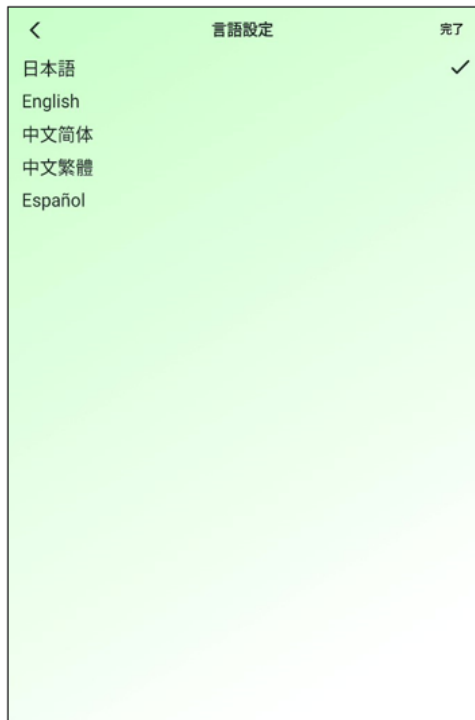 言語設定 完了
日本語
English
中文简体
中文繁體
Español